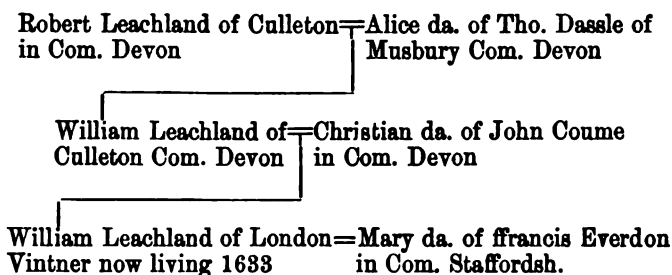 Robert Leachland of Culleton=Alice da. of Tho. Dassle of
in Com. Devon Musbury Com. Devon
William Leachland of=Christian da. of John Coume
Culleton Com. Devon in Com. Devon
William Leachland of London=Mary da. of ffrancis Everdon
Vintner now living 1633 in Com. Staffordsh.